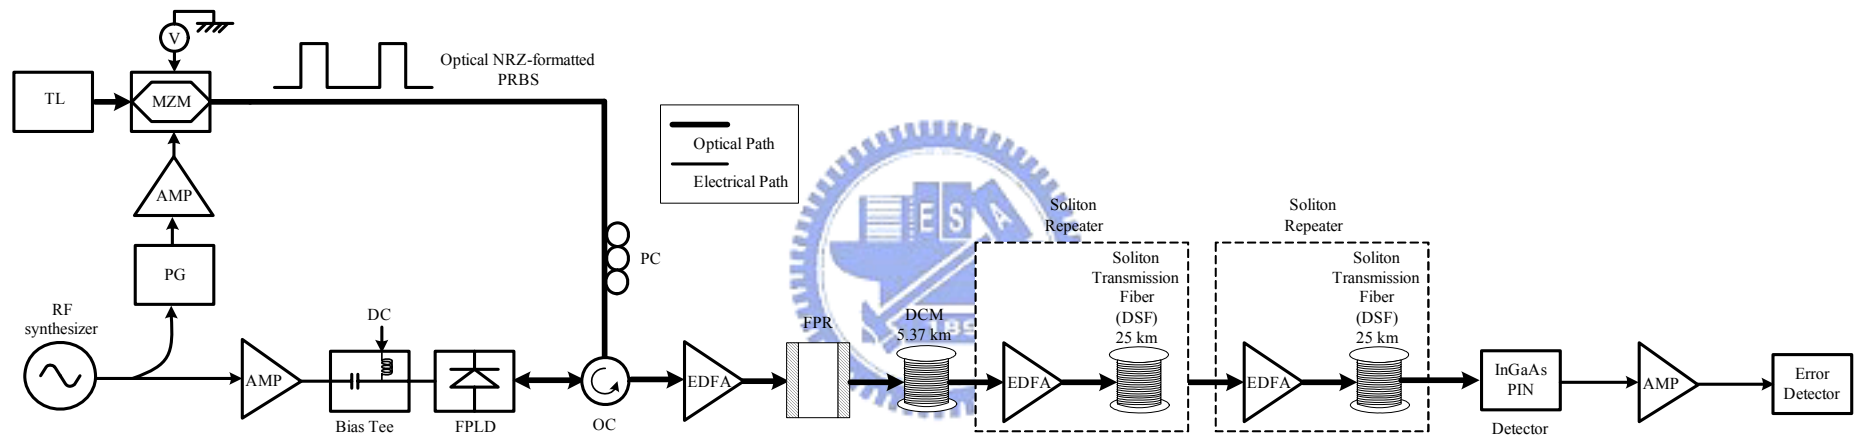 V
Optical NRZ-formatted
PRBS
TL
MZM
Optical Path
Electrical Path
AMP
PG
PC
RF
synthesizer
DC
AMP
Bias Tee
FPLD
OC
EDFA
FPR
DCM
5.37 km
Soliton
Repeater
EDFA
Soliton
Transmission
Fiber
(DSF)
25 km
Soliton
Repeater
EDFA
Soliton
Transmission
Fiber
(DSF)
25 km
InGaAs
PIN
Detector
AMP
Error
Detector
ESA